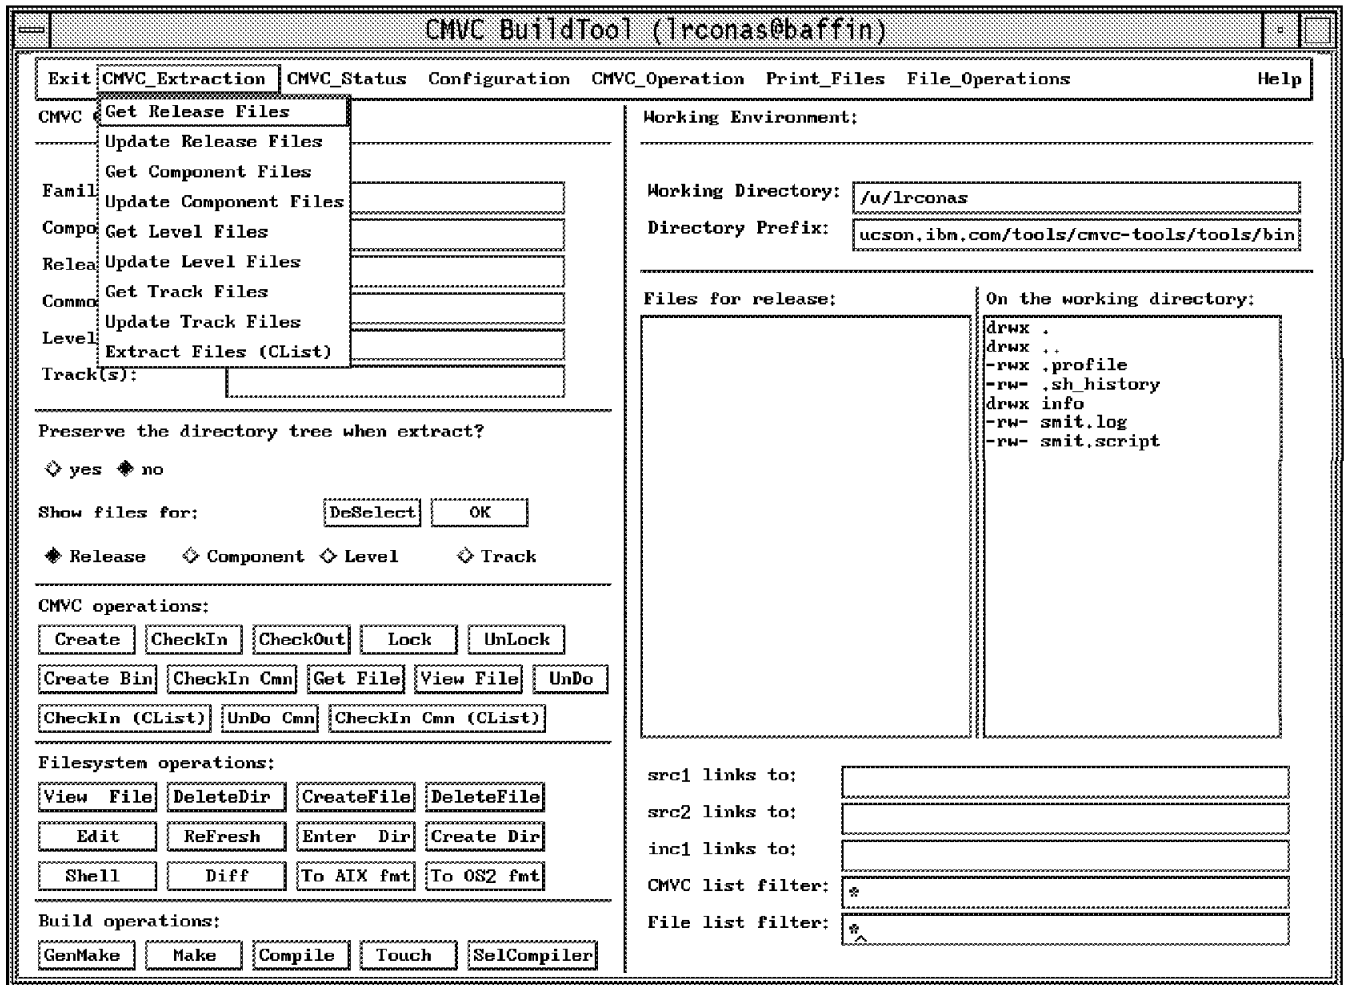 CMVC BuildTool (lrconas@baffin)
Exit CMVC_Extraction CMVC_Status Configuration CMVC_Operation Print_Files File_Operations Help
Get Release Files
Update Release Files
Get Component Files
Update Component Files
Get Level Files
Update Level Files
Get Track Files
Update Track Files
Extract Files (CList)
CMVC
Famil
Compo
Relea
Commo
Level
Track(s):
Preserve the directory tree when extract?
yes no
Show files for: DeSelect OK
Release Component Level Track
CMVC operations:
Create CheckIn CheckOut Lock UnLock
Create Bin CheckIn Cmn Get File View File UnDo
CheckIn (CList) UnDo Cmn CheckIn Cmn (CList)
Filesystem operations:
View File DeleteDir CreateFile DeleteFile
Edit ReFresh Enter Dir Create Dir
Shell Diff To AIX fmt To OS2 fmt
Build operations:
GenMake Make Compile Touch SelCompiler
Working Environment:
Working Directory: /u/lrconas
Directory Prefix: ucson.ibm.com/tools/cmvc-tools/tools/bin
Files for release:
On the working directory:
drwx .
drwx ..
-rwx .profile
-rw- .sh_history
drwx info
-rw- smit.log
-rw- smit.script
src1 links to:
src2 links to:
inc1 links to:
CMVC list filter: *
File list filter: *